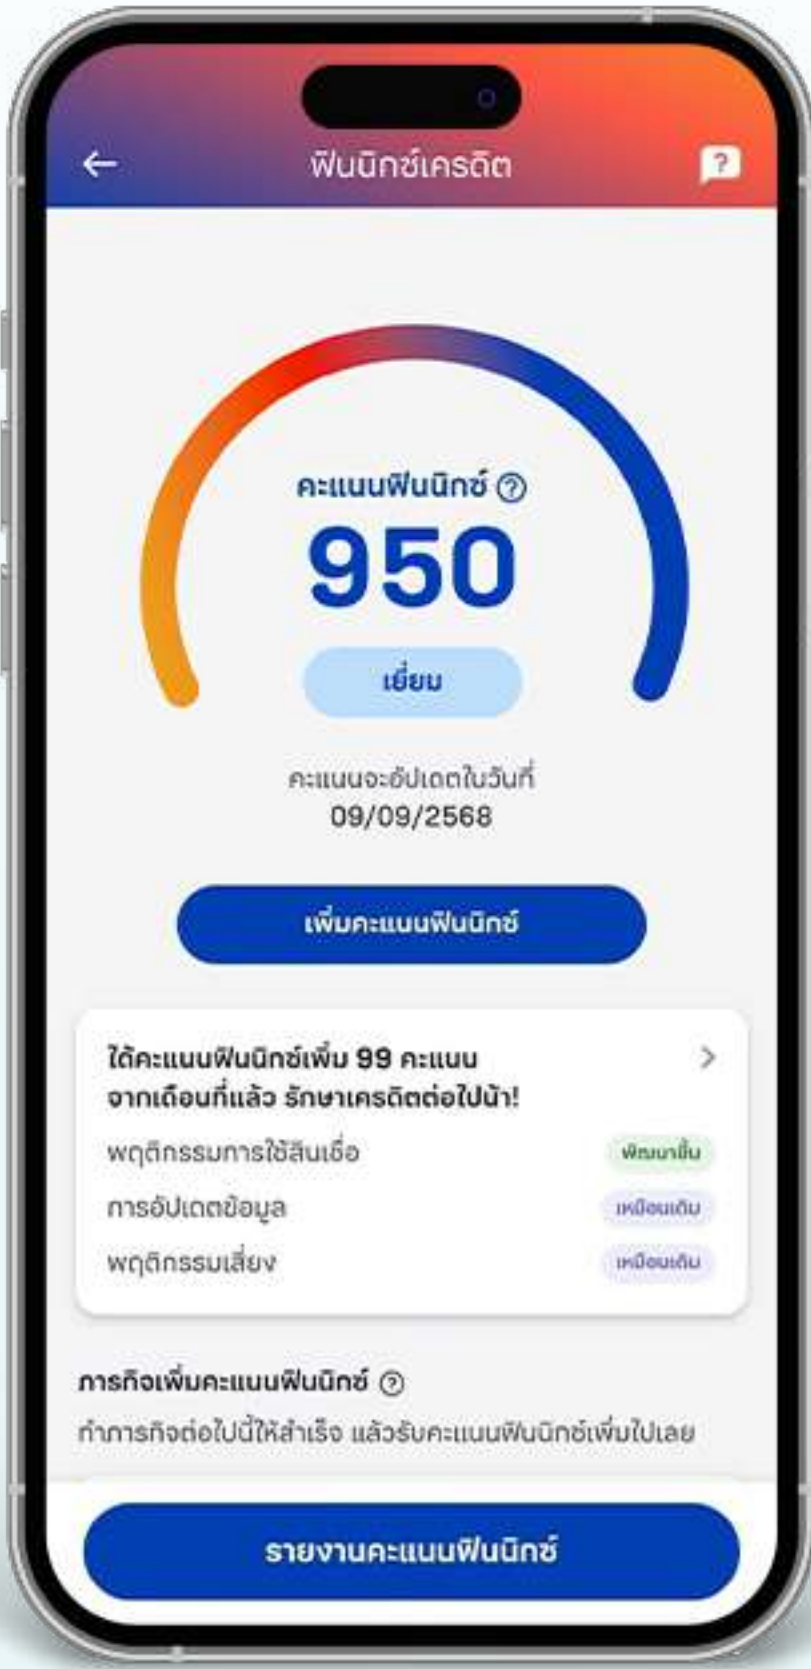 ฟินนิกซ์เครดิต
?
คะแนนฟินนิกซ์ ?
950
เยี่ยม
คะแนนจะอัปเดตในวันที่
09/09/2568
เพิ่มคะแนนฟินนิกซ์
ได้คะแนนฟินนิกซ์เพิ่ม 99 คะแนน
จากเดือนที่แล้ว รักษาเครดิตต่อไปน้า!
พฤติกรรมการใช้สินเชื่อ พัฒนาขึ้น
การอัปเดตข้อมูล เหมือนเดิม
พฤติกรรมเสี่ยง เหมือนเดิม
ภารกิจเพิ่มคะแนนฟินนิกซ์ ?
ทำภารกิจต่อไปนี้ให้สำเร็จ แล้วรับคะแนนฟินนิกซ์เพิ่มไปเลย
รายงานคะแนนฟินนิกซ์